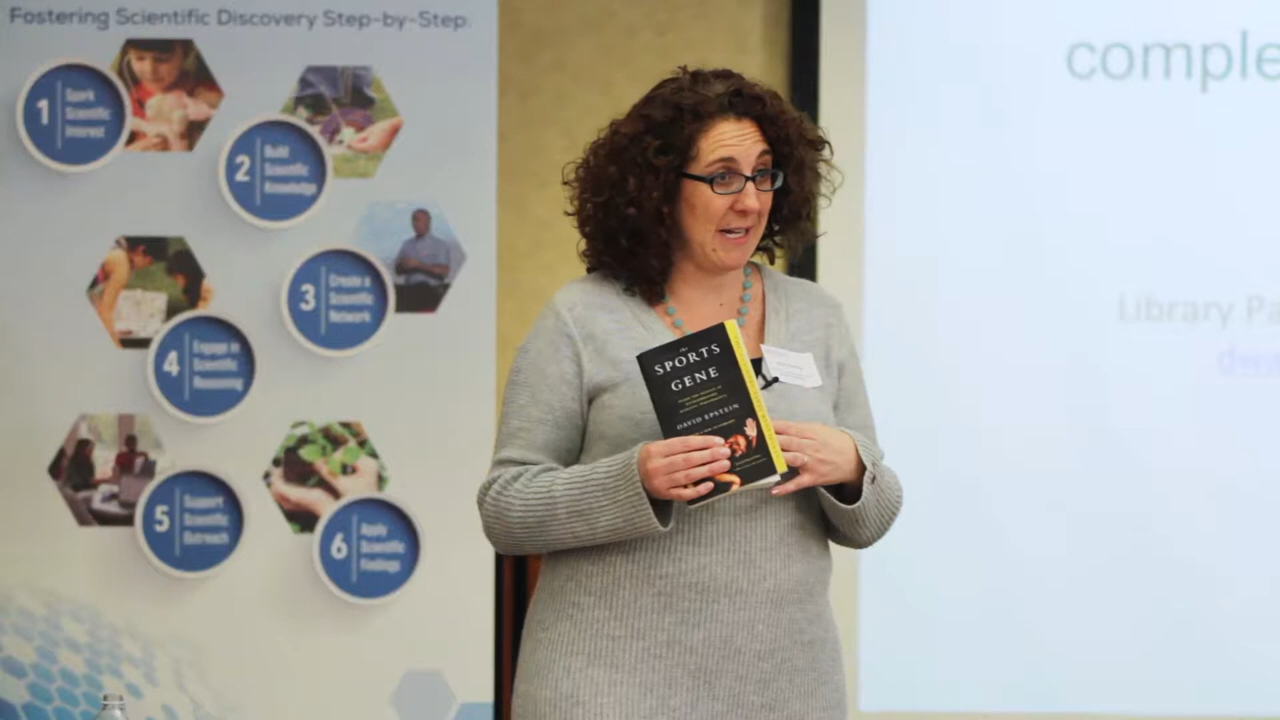 Fostering Scientific Discovery Step-by-Step
1
Spark
Scientific
Interest
2
Build
Scientific
Knowledge
3
Create a
Scientific
Network
4
Engage in
Scientific
Reasoning
5
Support
Scientific
Outreach
6
Apply
Scientific
Findings
the
SPORTS
GENE
DAVID EPSTEIN
comple
Library Pa